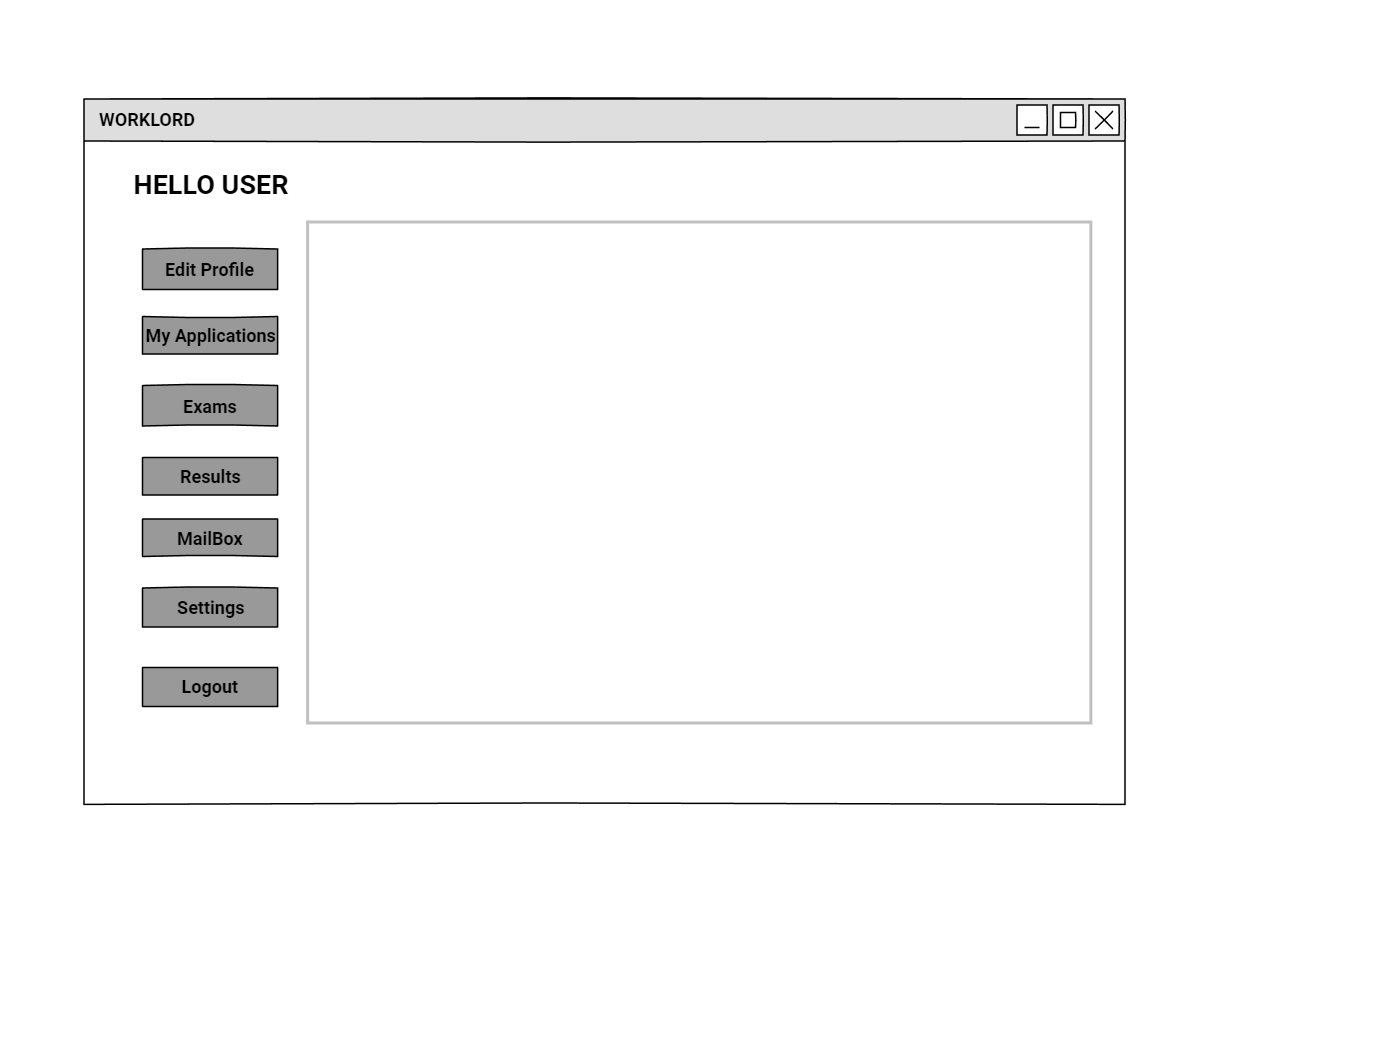 WORKLORD
HELLO USER
Edit Profile
My Applications
Exams
Results
MailBox
Settings
Logout